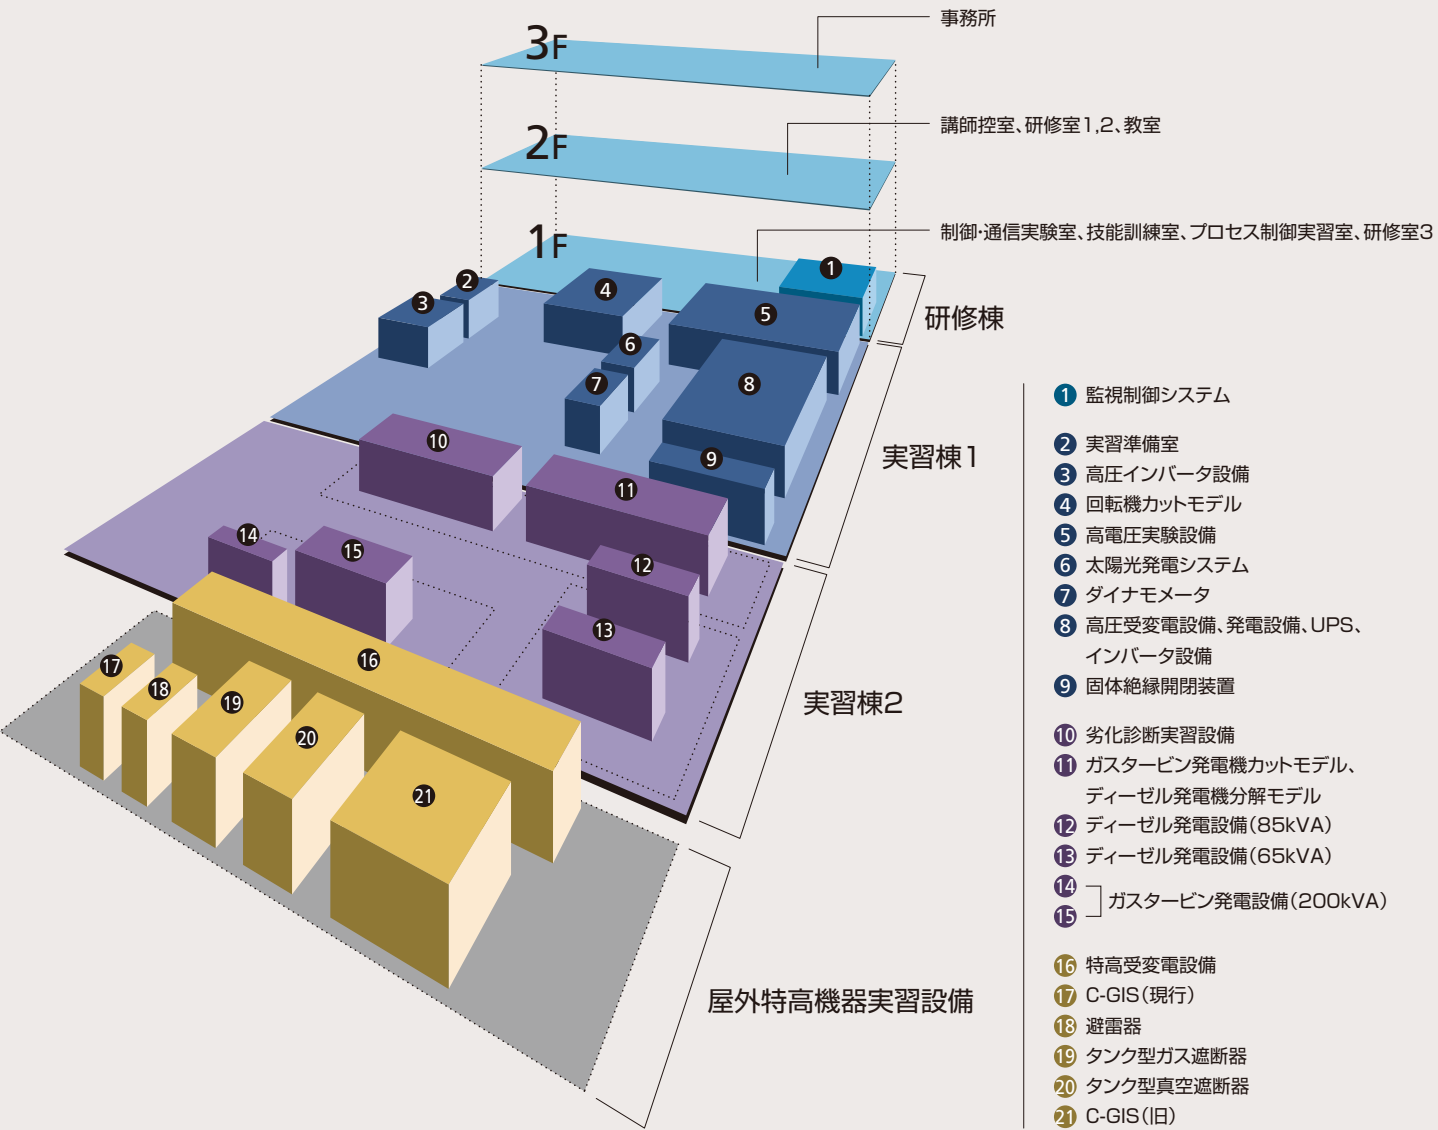 3F
事務所
2F
講師控室、研修室1,2、教室
1F
制御・通信実験室、技能訓練室、プロセス制御実習室、研修室3
1
2
3
4
5
6
7
8
9
10
11
12
13
14
15
16
17
18
19
20
21
研修棟
実習棟1
実習棟2
屋外特高機器実習設備
1 監視制御システム
2 実習準備室
3 高圧インバータ設備
4 回転機カットモデル
5 高電圧実験設備
6 太陽光発電システム
7 ダイナモメータ
8 高圧受変電設備、発電設備、UPS、
インバータ設備
9 固体絶縁開閉装置
10 劣化診断実習設備
11 ガスタービン発電機カットモデル、
ディーゼル発電機分解モデル
12 ディーゼル発電設備(85kVA)
13 ディーゼル発電設備(65kVA)
14
15 ガスタービン発電設備(200kVA)
16 特高受変電設備
17 C-GIS(現行)
18 避雷器
19 タンク型ガス遮断器
20 タンク型真空遮断器
21 C-GIS(旧)